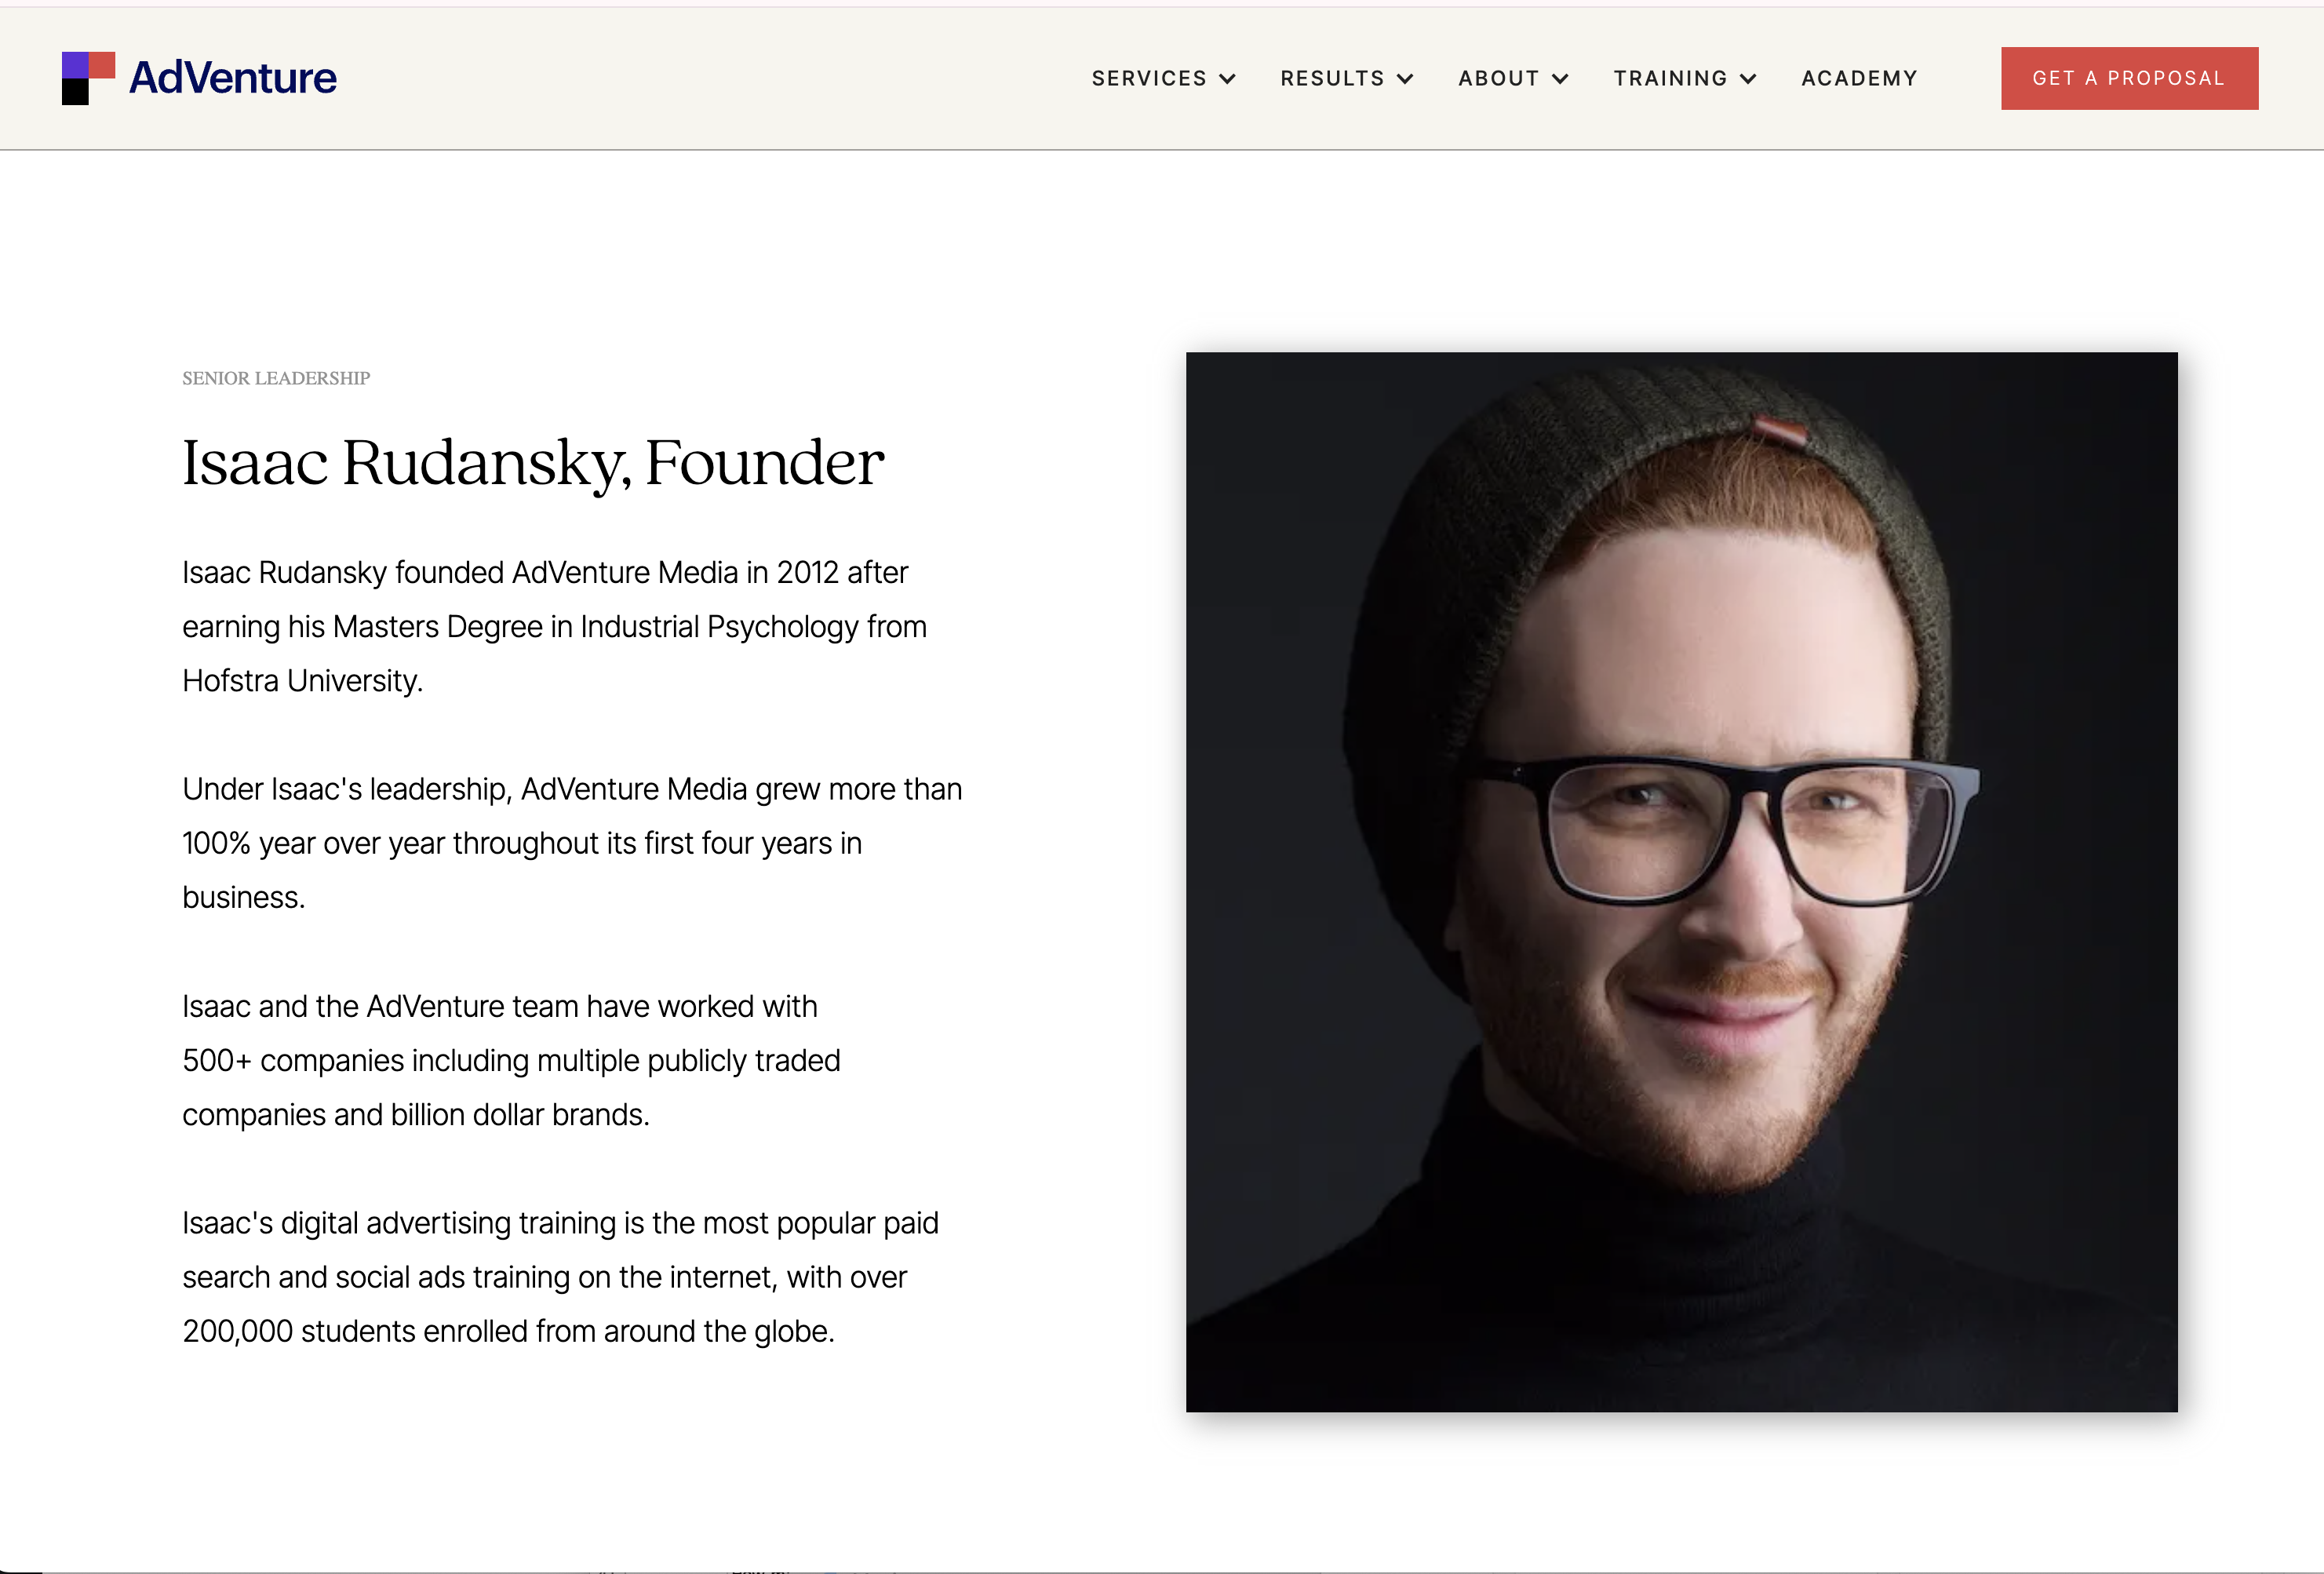 AdVenture
SERVICES
RESULTS
ABOUT
TRAINING
ACADEMY
GET A PROPOSAL
SENIOR LEADERSHIP
Isaac Rudansky, Founder
Isaac Rudansky founded AdVenture Media in 2012 after
earning his Masters Degree in Industrial Psychology from
Hofstra University.
Under Isaac's leadership, AdVenture Media grew more than
100% year over year throughout its first four years in
business.
Isaac and the AdVenture team have worked with
500+ companies including multiple publicly traded
companies and billion dollar brands.
Isaac's digital advertising training is the most popular paid
search and social ads training on the internet, with over
200,000 students enrolled from around the globe.